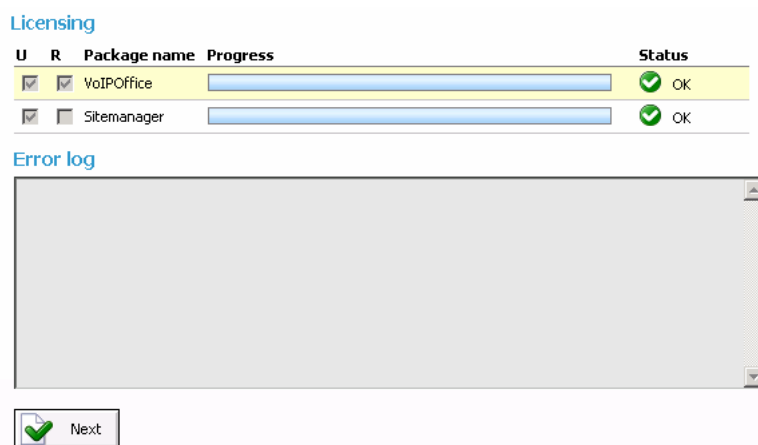 Licensing
U R Package name Progress Status
VoIPOffice OK
Sitemanager OK
Error log
Next